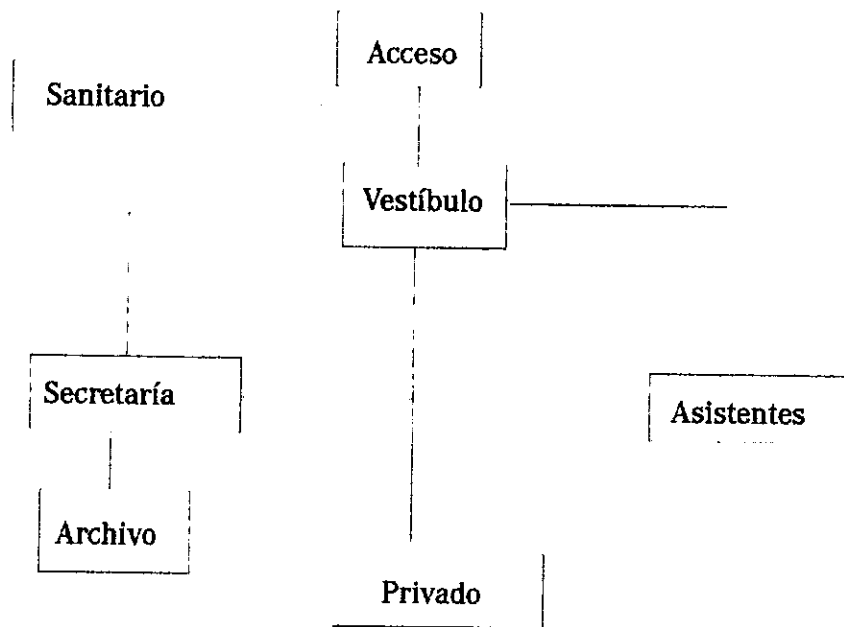 Acceso
Sanitario
Vestíbulo
Secretaría
Asistentes
Archivo
Privado